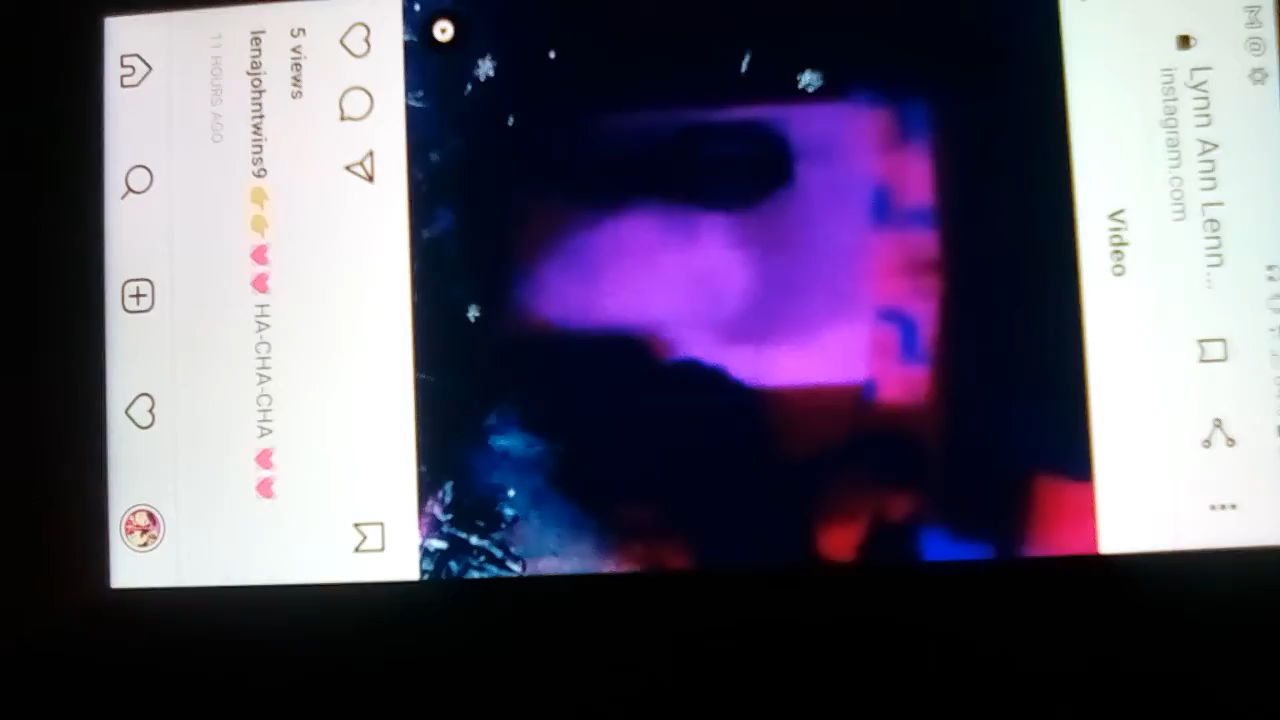 Lynn Ann Lenn...
instagram.com
Video
5 views
lenajohntwins9 👉👉💗💗 HA-CHA-CHA 💗💗
11 HOURS AGO